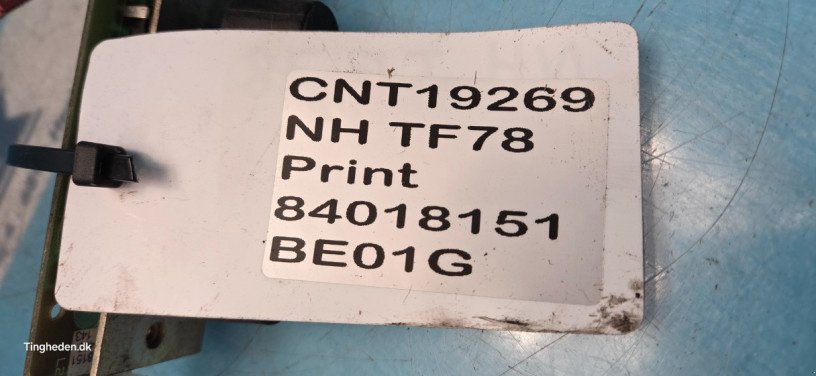 CNT19269
NH TF78
Print
84018151
BE01G
Tingheden.dk